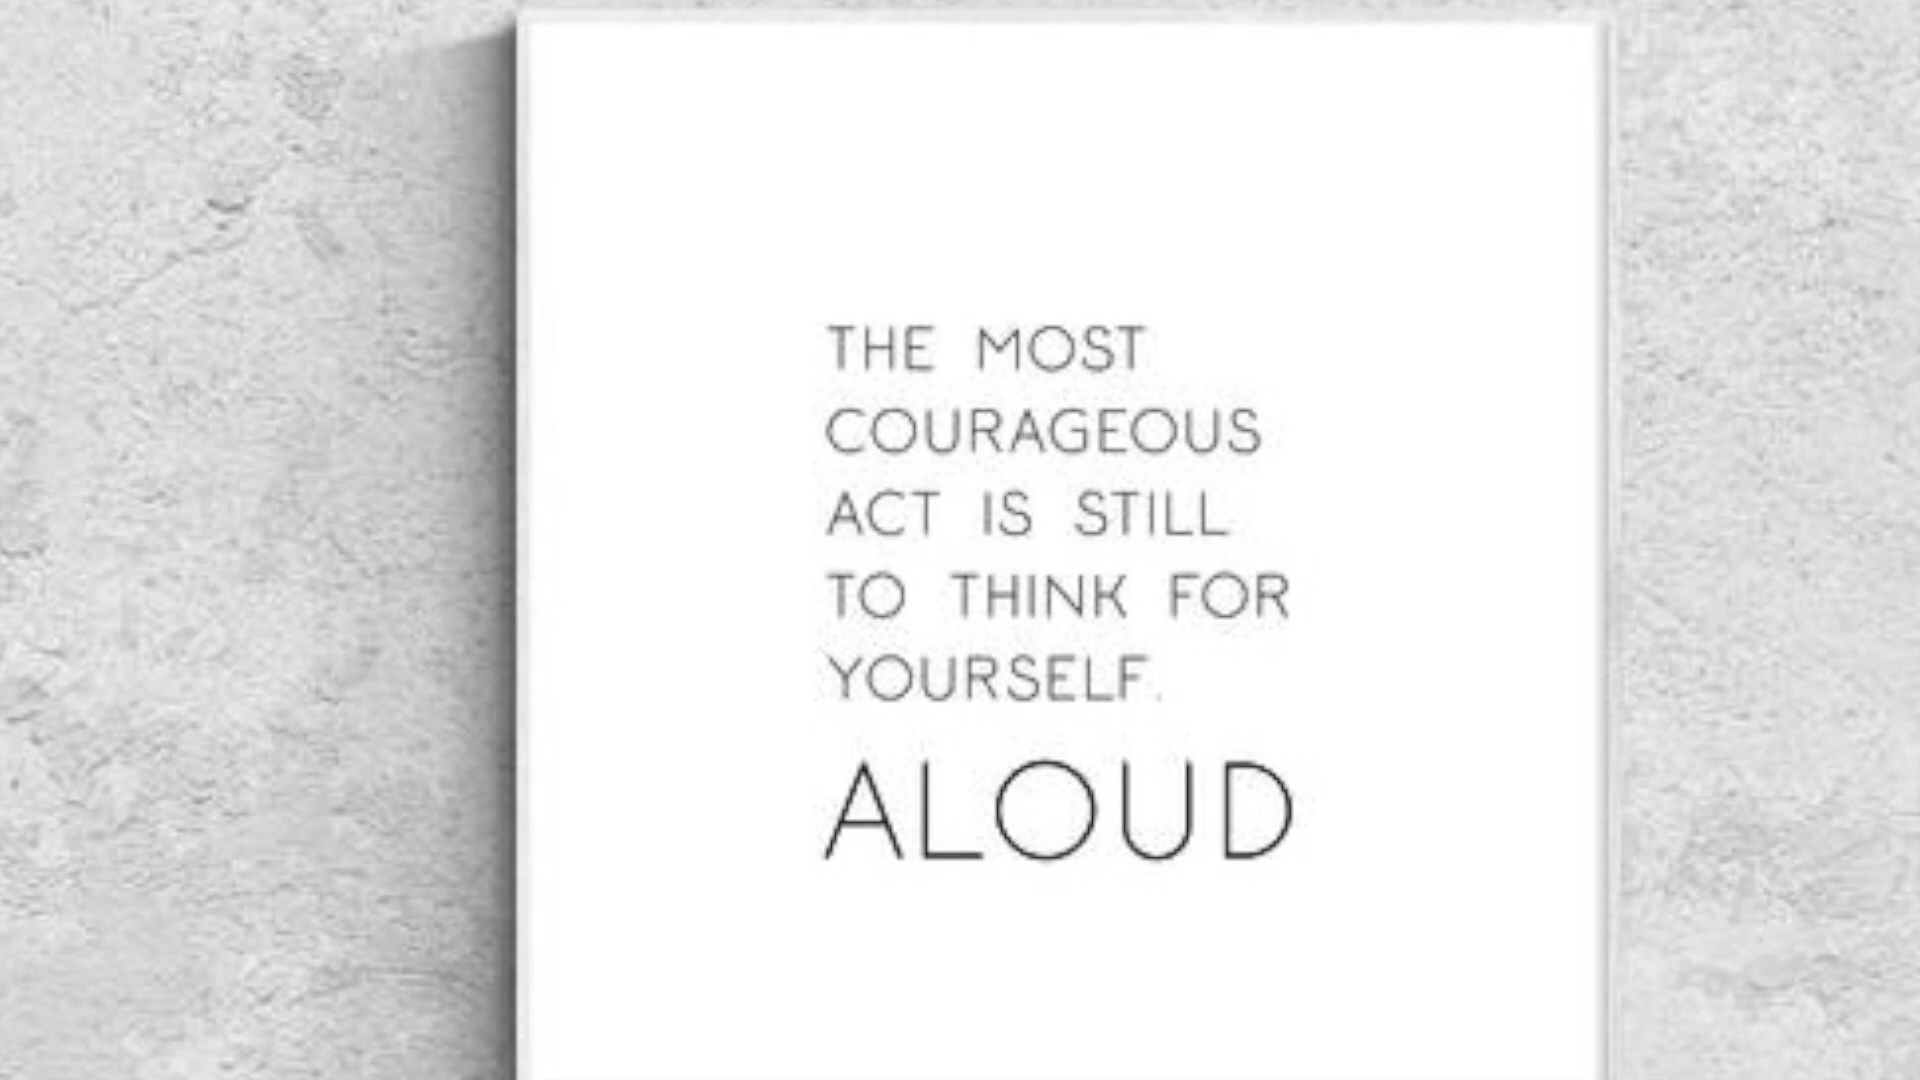 THE MOST
COURAGEOUS
ACT IS STILL
TO THINK FOR
YOURSELF.
ALOUD